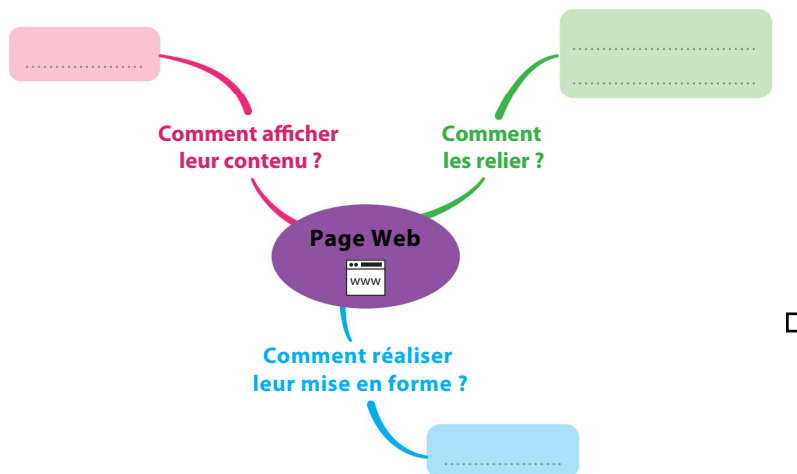 Comment afficher
leur contenu ?
Comment
les relier ?
Page Web
www
Comment réaliser
leur mise en forme ?